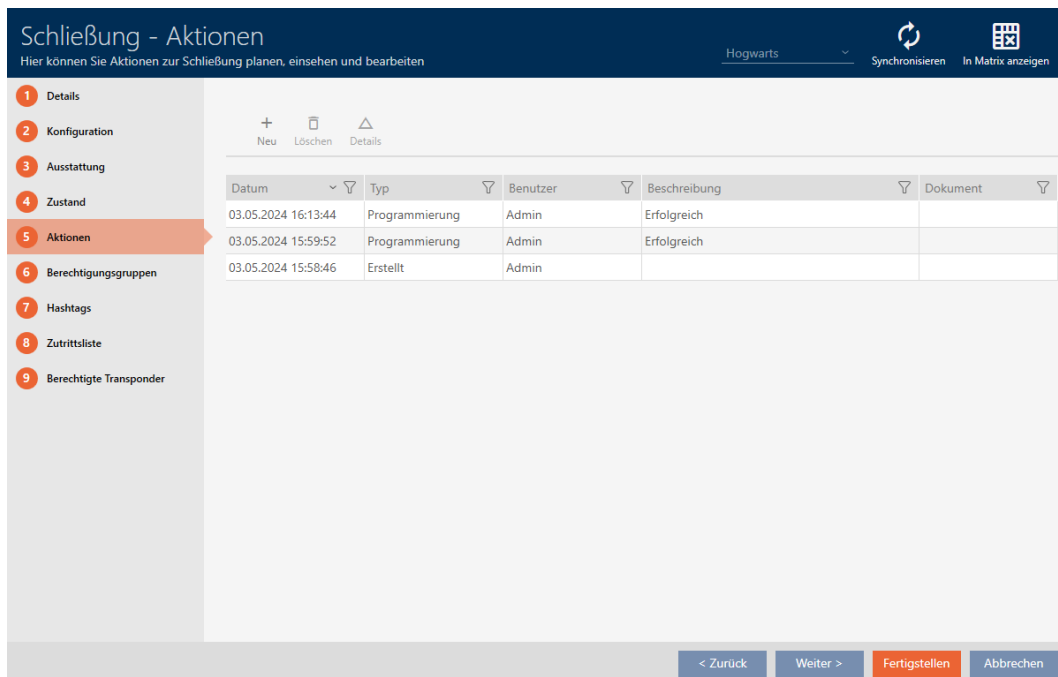 Schließung - Aktionen
Hier können Sie Aktionen zur Schließung planen, einsehen und bearbeiten
Hogwarts
Synchronisieren
In Matrix anzeigen
1 Details
2 Konfiguration
3 Ausstattung
4 Zustand
5 Aktionen
6 Berechtigungsgruppen
7 Hashtags
8 Zutrittsliste
9 Berechtigte Transponder
Neu Löschen Details
Datum Typ Benutzer Beschreibung Dokument
03.05.2024 16:13:44 Programmierung Admin Erfolgreich
03.05.2024 15:59:52 Programmierung Admin Erfolgreich
03.05.2024 15:58:46 Erstellt Admin
< Zurück Weiter > Fertigstellen Abbrechen